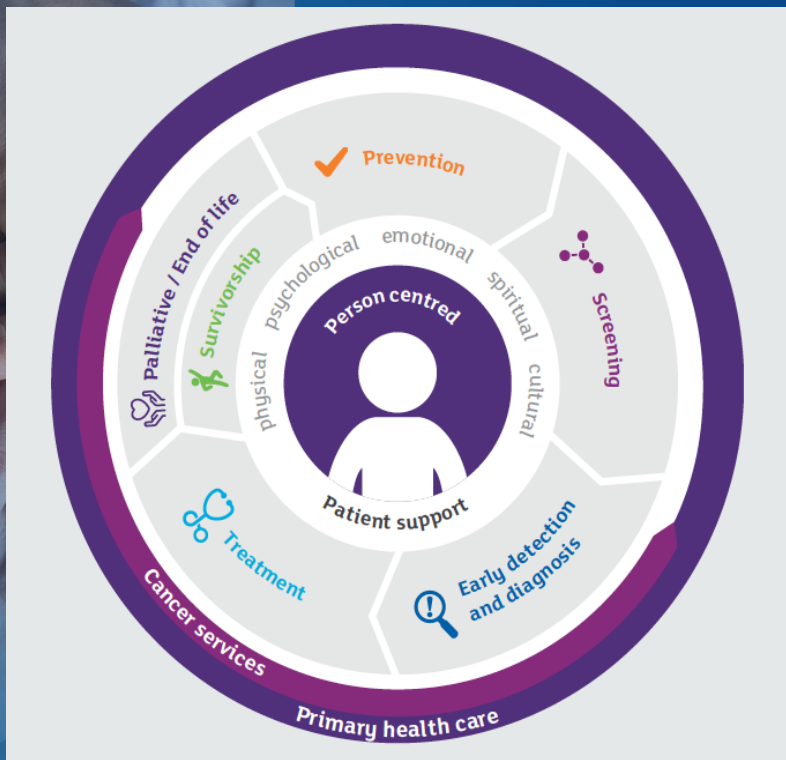 Prevention
Screening
Early detection
and diagnosis
Treatment
Survivorship
Palliative / End of life
physical
psychological
emotional
spiritual
cultural
Person centred
Patient support
Cancer services
Primary health care